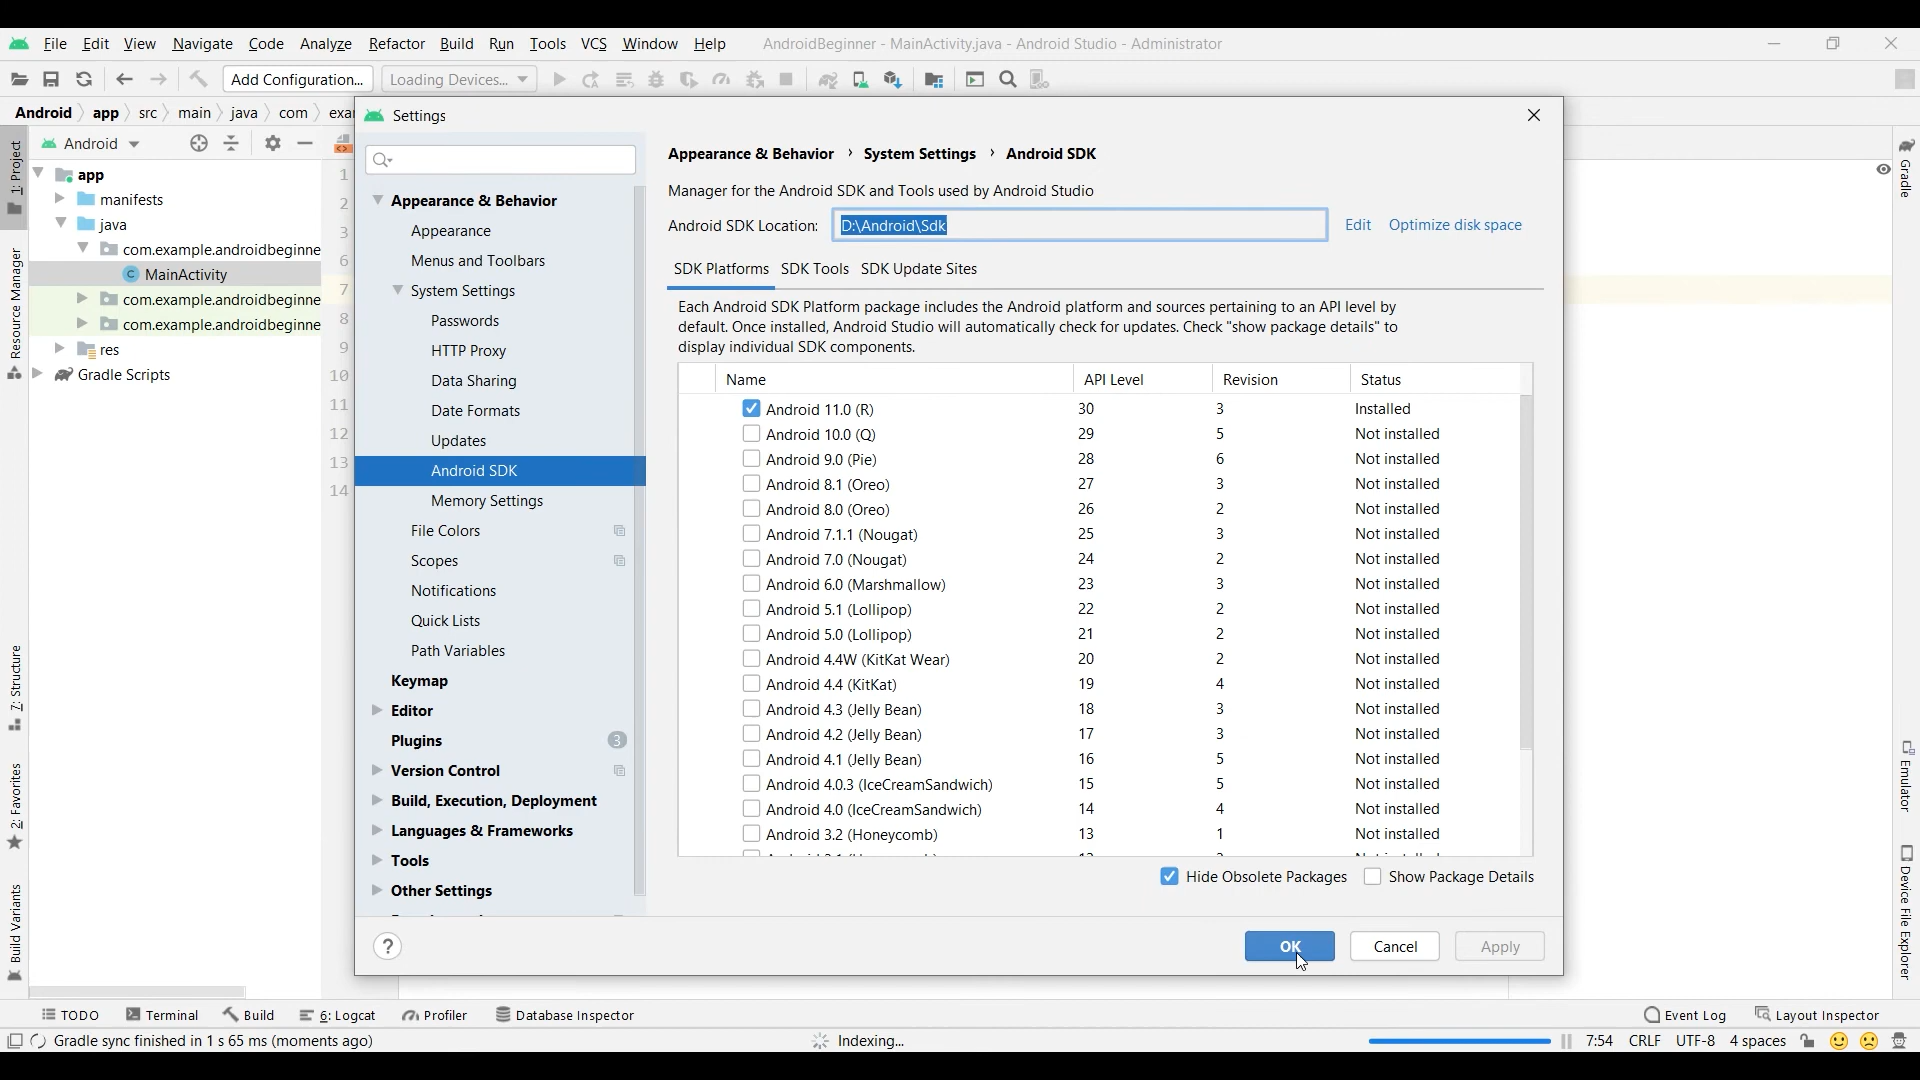 File Edit View Navigate Code Analyze Refactor Build Run Tools VCS Window Help AndroidBeginner - MainActivity.java - Android Studio - Administrator
Add Configuration... Loading Devices...
Android app src main java com
Settings
1: Project
Resource Manager
7: Structure
2: Favorites
Build Variants
Android
app
manifests
java
com.example.androidbeginne
MainActivity
com.example.androidbeginne
com.example.androidbeginne
res
Gradle Scripts
1
2
3
6
7
8
9
10
11
12
13
14
Appearance & Behavior
Appearance
Menus and Toolbars
System Settings
Passwords
HTTP Proxy
Data Sharing
Date Formats
Updates
Android SDK
Memory Settings
File Colors
Scopes
Notifications
Quick Lists
Path Variables
Keymap
Editor
Plugins 3
Version Control
Build, Execution, Deployment
Languages & Frameworks
Tools
Other Settings
Appearance & Behavior › System Settings › Android SDK
Manager for the Android SDK and Tools used by Android Studio
Android SDK Location: D:\Android\Sdk Edit Optimize disk space
SDK Platforms SDK Tools SDK Update Sites
Each Android SDK Platform package includes the Android platform and sources pertaining to an API level by
default. Once installed, Android Studio will automatically check for updates. Check "show package details" to
display individual SDK components.
Name API Level Revision Status
Android 11.0 (R) 30 3 Installed
Android 10.0 (Q) 29 5 Not installed
Android 9.0 (Pie) 28 6 Not installed
Android 8.1 (Oreo) 27 3 Not installed
Android 8.0 (Oreo) 26 2 Not installed
Android 7.1.1 (Nougat) 25 3 Not installed
Android 7.0 (Nougat) 24 2 Not installed
Android 6.0 (Marshmallow) 23 3 Not installed
Android 5.1 (Lollipop) 22 2 Not installed
Android 5.0 (Lollipop) 21 2 Not installed
Android 4.4W (KitKat Wear) 20 2 Not installed
Android 4.4 (KitKat) 19 4 Not installed
Android 4.3 (Jelly Bean) 18 3 Not installed
Android 4.2 (Jelly Bean) 17 3 Not installed
Android 4.1 (Jelly Bean) 16 5 Not installed
Android 4.0.3 (IceCreamSandwich) 15 5 Not installed
Android 4.0 (IceCreamSandwich) 14 4 Not installed
Android 3.2 (Honeycomb) 13 1 Not installed
Hide Obsolete Packages Show Package Details
? OK Cancel Apply
Gradle
Emulator
Device File Explorer
TODO Terminal Build 6: Logcat Profiler Database Inspector Event Log Layout Inspector
Gradle sync finished in 1 s 65 ms (moments ago) Indexing... 7:54 CRLF UTF-8 4 spaces